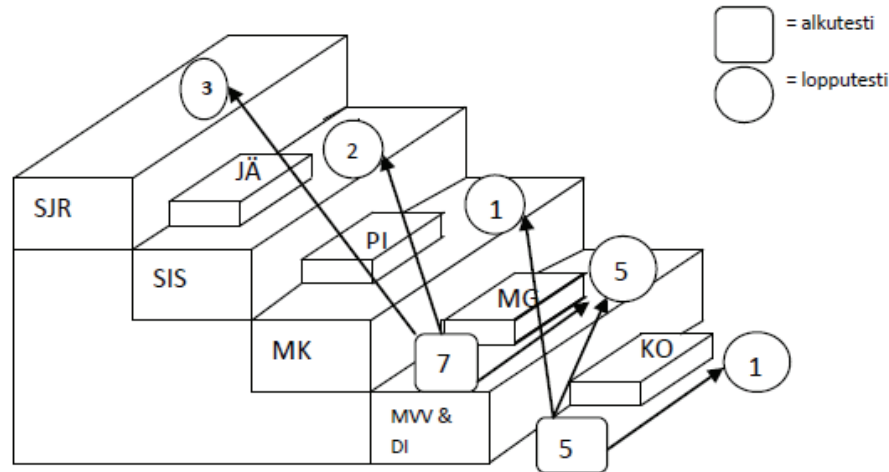 = alkutesti
= lopputesti
3
2
JÄ
SJR
1
PI
5
SIS
MG
MK
7
KO
1
MVV &
DI
5